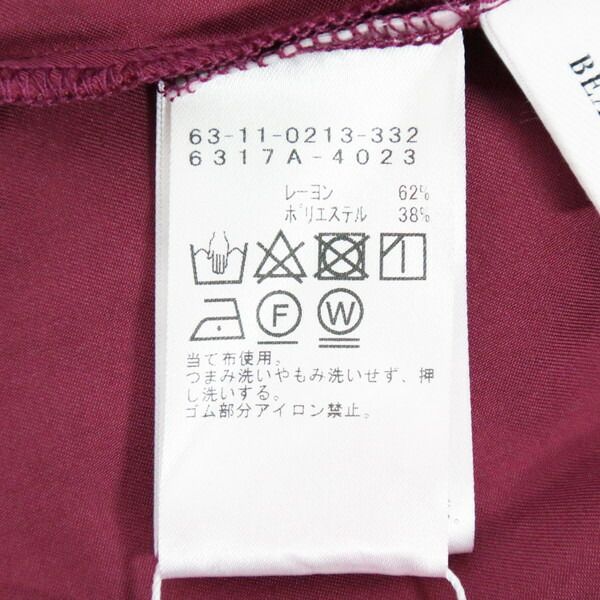 63-11-0213-332
6317A-4023
レーヨン 62%
ポリエステル 38%
F W
当て布使用。
つまみ洗いやもみ洗いせず、押
し洗いする。
ゴム部分アイロン禁止。